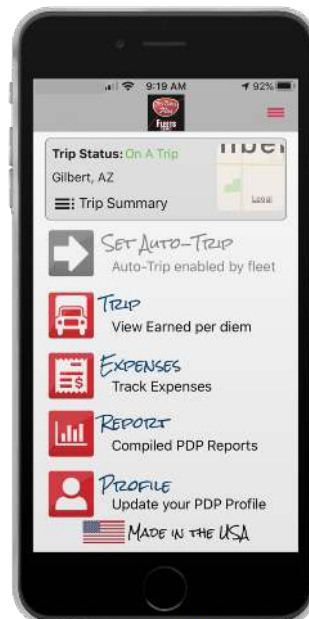 9:19 AM
92%
FLEETS
Trip Status: On A Trip
Gilbert, AZ
Legal
Trip Summary
SET AUTO-TRIP
Auto-Trip enabled by fleet
TRIP
View Earned per diem
EXPENSES
Track Expenses
REPORT
Compiled PDP Reports
PROFILE
Update your PDP Profile
MADE IN THE USA